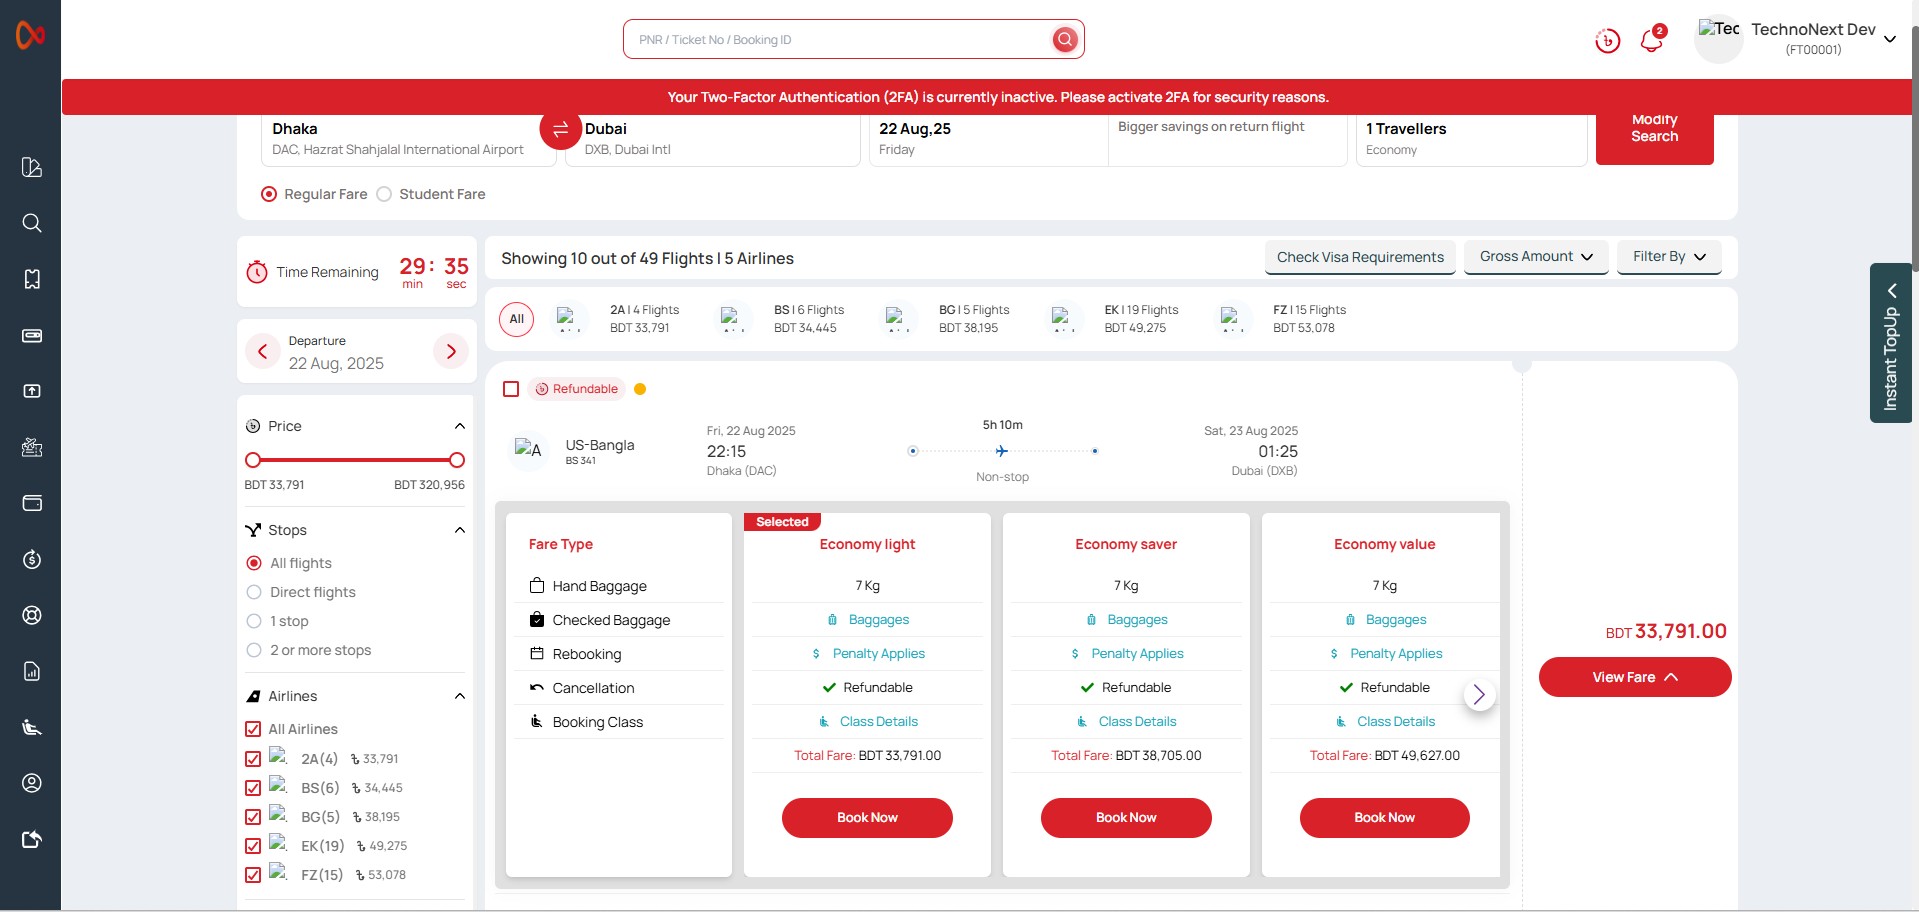 PNR / Ticket No / Booking ID
2
Tec
TechnoNext Dev
(FT00001)
Your Two-Factor Authentication (2FA) is currently inactive. Please activate 2FA for security reasons.
Dhaka
DAC, Hazrat Shahjalal International Airport
Dubai
DXB, Dubai Intl
22 Aug,25
Friday
Bigger savings on return flight
1 Travellers
Economy
Modify
Search
Regular Fare
Student Fare
Time Remaining
29 : 35
min sec
Departure
22 Aug, 2025
Price
BDT 33,791 BDT 320,956
Stops
All flights
Direct flights
1 stop
2 or more stops
Airlines
All Airlines
2A(4) ৳ 33,791
BS(6) ৳ 34,445
BG(5) ৳ 38,195
EK(19) ৳ 49,275
FZ(15) ৳ 53,078
Showing 10 out of 49 Flights | 5 Airlines
Check Visa Requirements
Gross Amount
Filter By
All
2A | 4 Flights
BDT 33,791
BS | 6 Flights
BDT 34,445
BG | 5 Flights
BDT 38,195
EK | 19 Flights
BDT 49,275
FZ | 15 Flights
BDT 53,078
Refundable
A
US-Bangla
BS 341
Fri, 22 Aug 2025
22:15
Dhaka (DAC)
5h 10m
Non-stop
Sat, 23 Aug 2025
01:25
Dubai (DXB)
Fare Type
Hand Baggage
Checked Baggage
Rebooking
Cancellation
Booking Class
Selected
Economy light
7 Kg
Baggages
$ Penalty Applies
Refundable
Class Details
Total Fare: BDT 33,791.00
Book Now
Economy saver
7 Kg
Baggages
$ Penalty Applies
Refundable
Class Details
Total Fare: BDT 38,705.00
Book Now
Economy value
7 Kg
Baggages
$ Penalty Applies
Refundable
Class Details
Total Fare: BDT 49,627.00
Book Now
BDT 33,791.00
View Fare
Instant TopUp